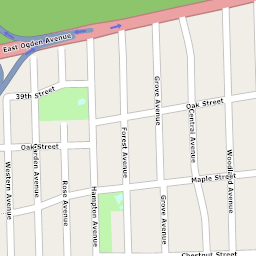 East Ogden Avenue
39th Street
Oak Street
Grove Avenue
Central Avenue
Forest Avenue
Oak Street
Western Avenue
Rose Avenue
Hampton Avenue
Maple Street
Woodland Avenue
Grove Avenue
Chestnut Street